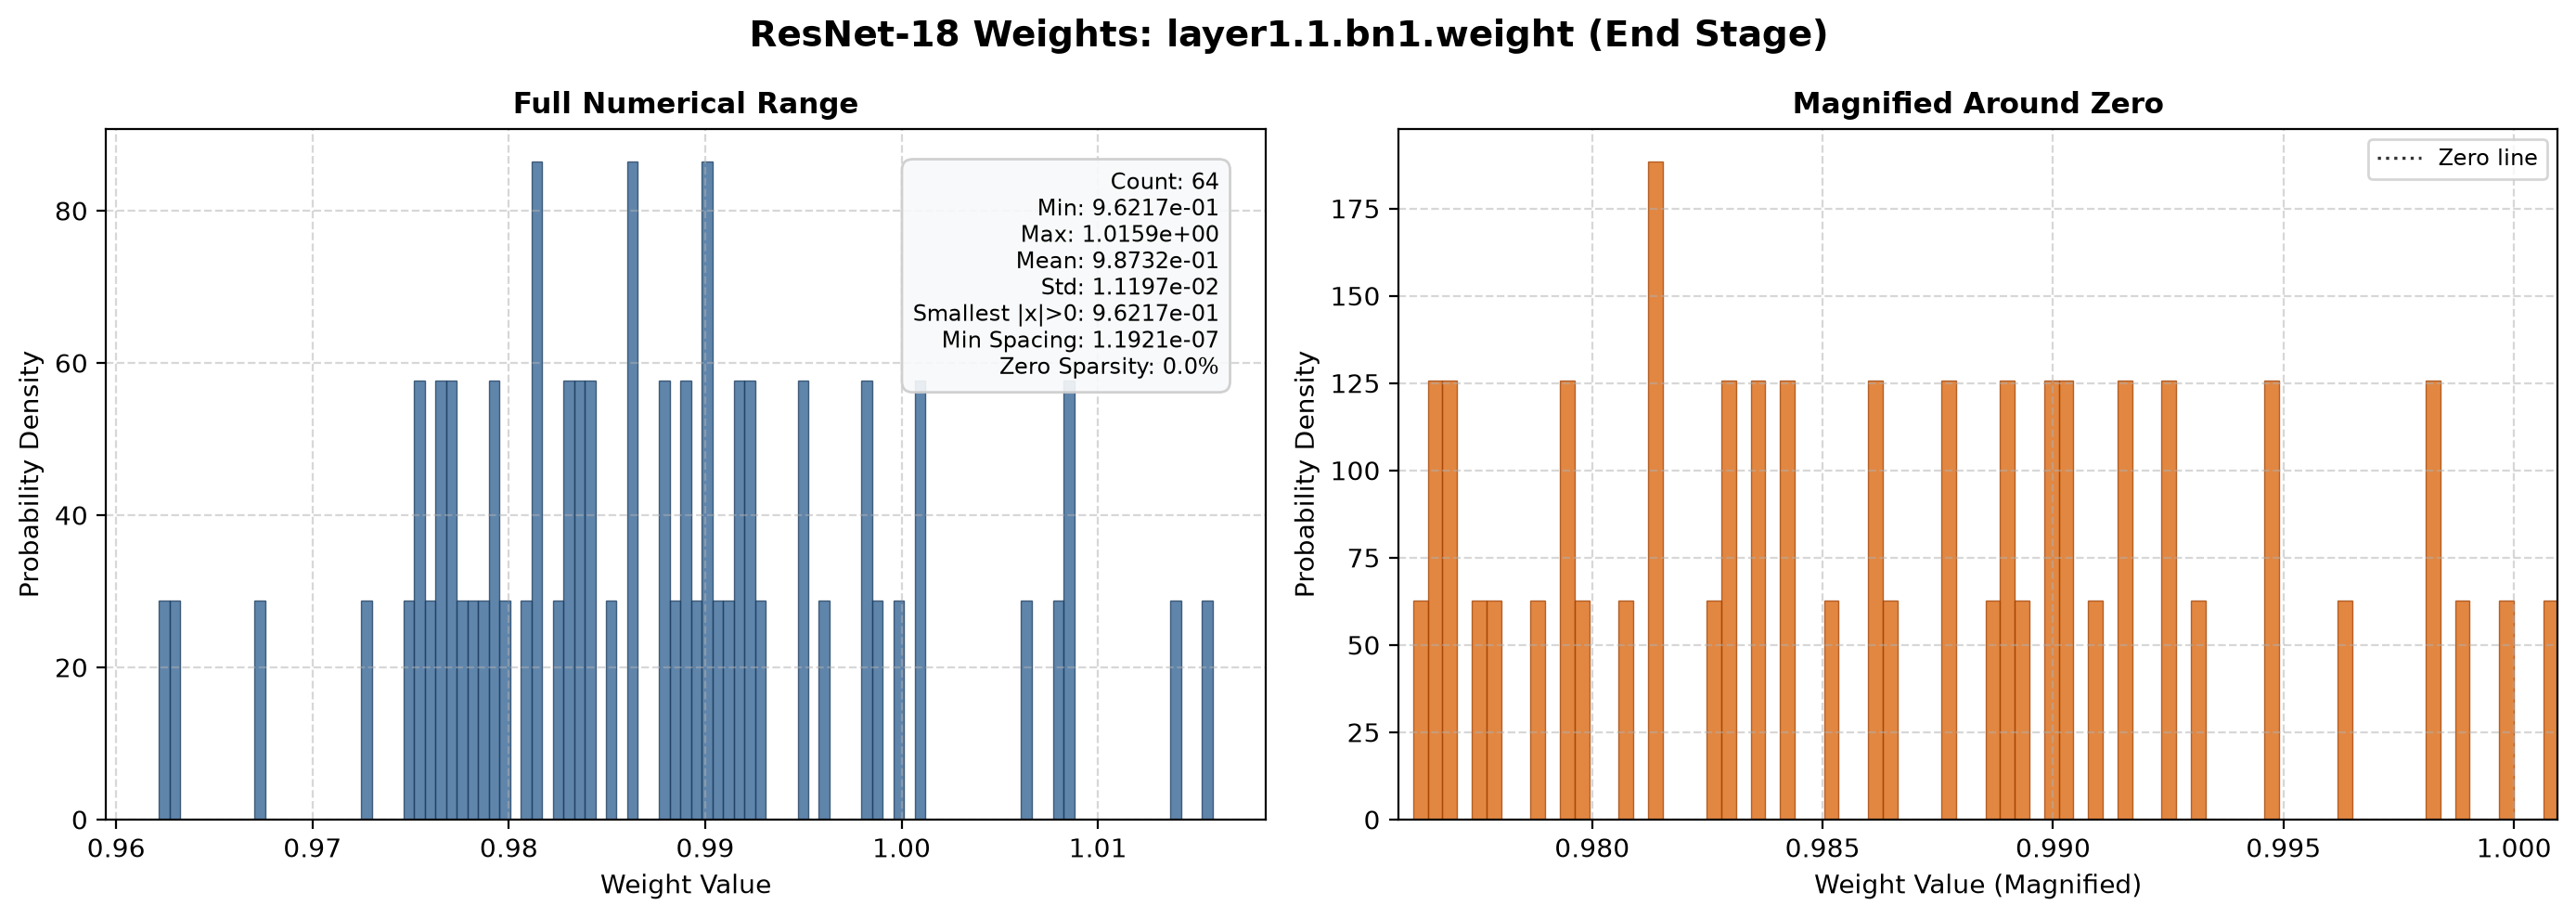 ResNet-18 Weights: layer1.1.bn1.weight (End Stage)
Full Numerical Range
Probability Density
80
60
40
20
0
Count: 64
Min: 9.6217e-01
Max: 1.0159e+00
Mean: 9.8732e-01
Std: 1.1197e-02
Smallest |x|>0: 9.6217e-01
Min Spacing: 1.1921e-07
Zero Sparsity: 0.0%
0.96 0.97 0.98 0.99 1.00 1.01
Weight Value
Magnified Around Zero
Probability Density
175
150
125
100
75
50
25
0
Zero line
0.980 0.985 0.990 0.995 1.000
Weight Value (Magnified)